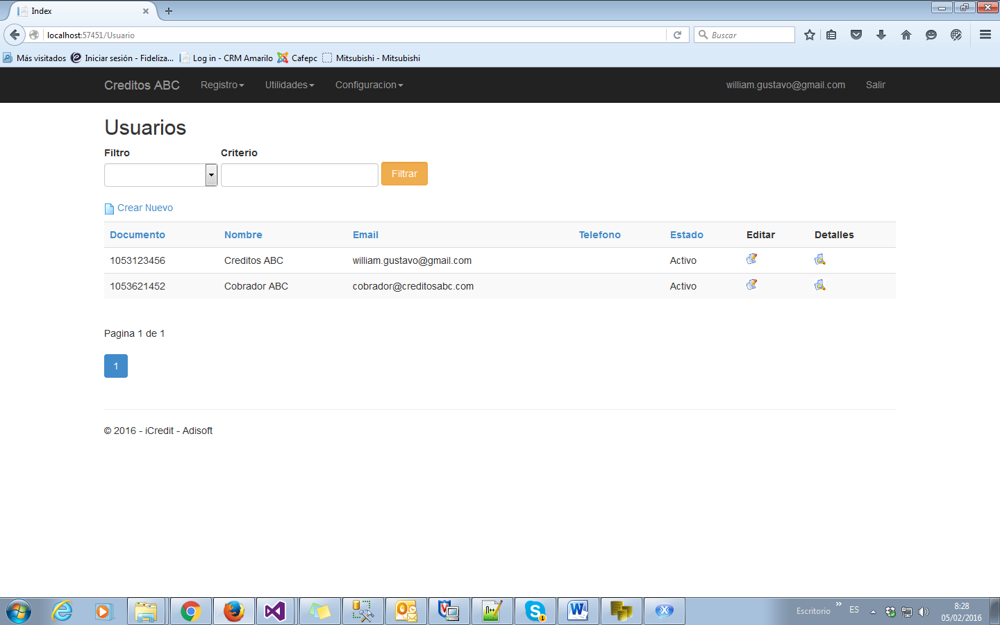 Index
localhost:57451/Usuario
Buscar
Más visitados Iniciar sesión - Fideliza... Log in - CRM Amarilo Cafepc Mitsubishi - Mitsubishi
Creditos ABC Registro Utilidades Configuracion william.gustavo@gmail.com Salir
Usuarios
Filtro Criterio
Filtrar
Crear Nuevo
Documento Nombre Email Telefono Estado Editar Detalles
1053123456 Creditos ABC william.gustavo@gmail.com Activo
1053621452 Cobrador ABC cobrador@creditosabc.com Activo
Pagina 1 de 1
1
© 2016 - iCredit - Adisoft
Escritorio » ES 8:28
05/02/2016